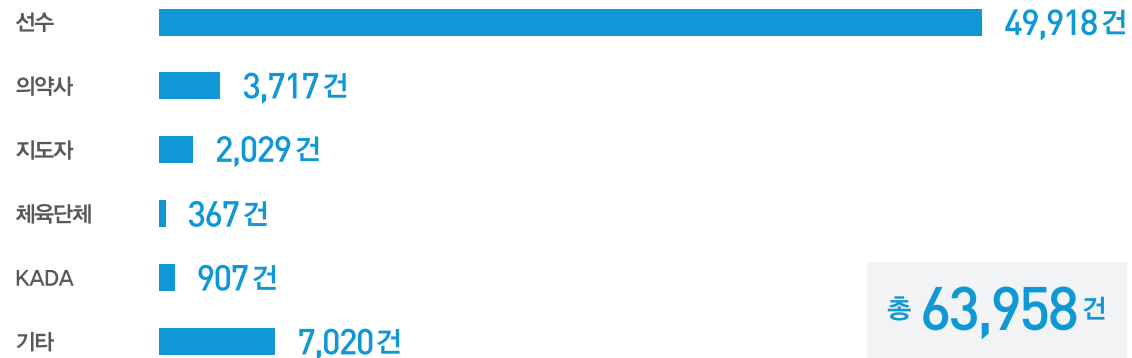 선수 49,918 건
의약사 3,717 건
지도자 2,029 건
체육단체 367 건
KADA 907 건
기타 7,020 건
총 63,958 건